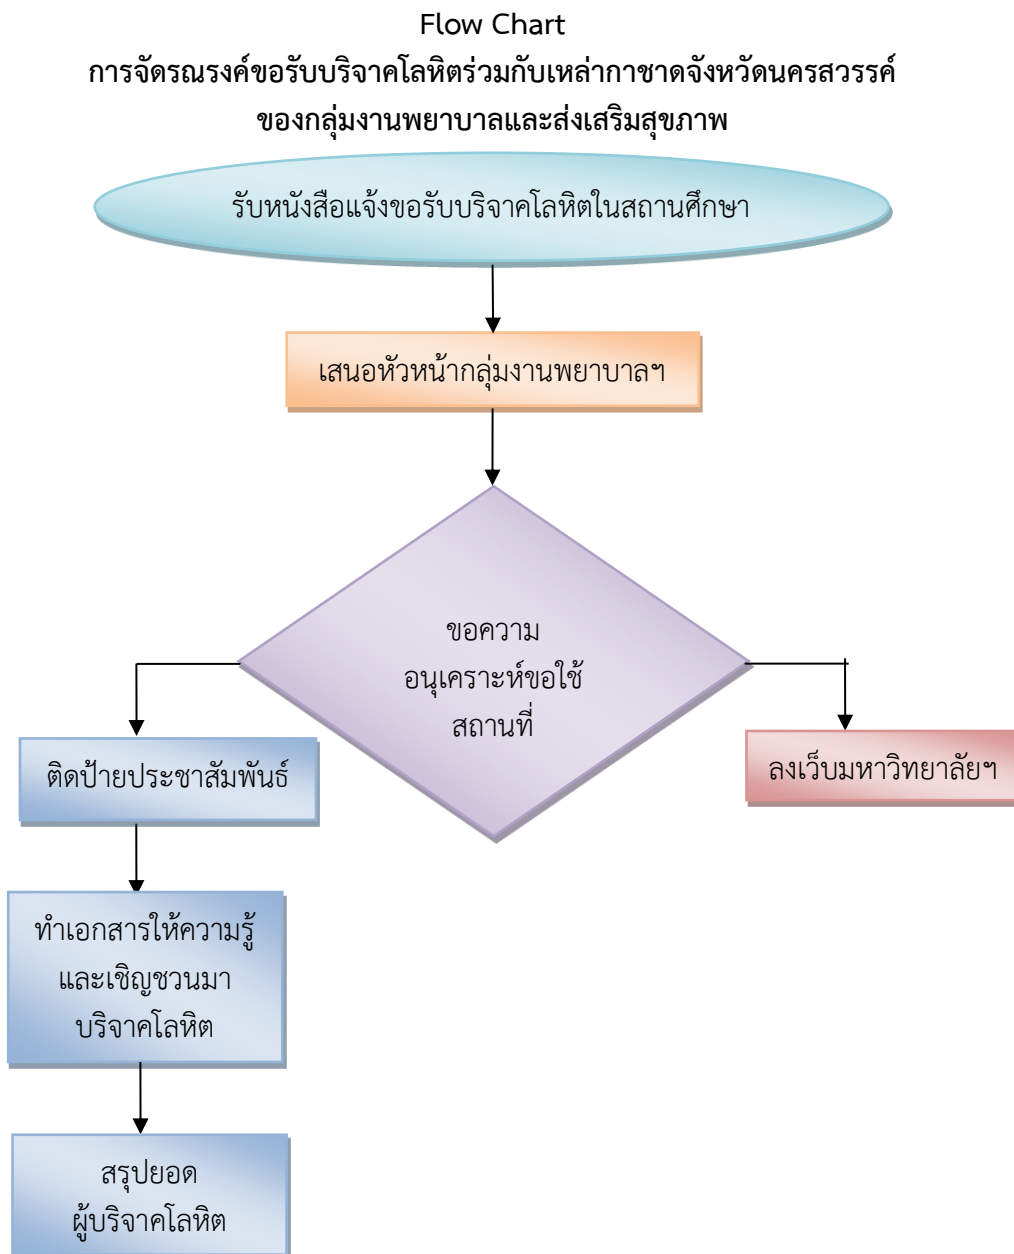 Flow Chart
การจัดรณรงค์ขอรับบริจาคโลหิตร่วมกับเหล่ากาชาดจังหวัดนครสวรรค์
ของกลุ่มงานพยาบาลและส่งเสริมสุขภาพ
รับหนังสือแจ้งขอรับบริจาคโลหิตในสถานศึกษา
เสนอหัวหน้ากลุ่มงานพยาบาลฯ
ขอความ
อนุเคราะห์ขอใช้
สถานที่
ติดป้ายประชาสัมพันธ์
ลงเว็บมหาวิทยาลัยฯ
ทำเอกสารให้ความรู้
และเชิญชวนมา
บริจาคโลหิต
สรุปยอด
ผู้บริจาคโลหิต